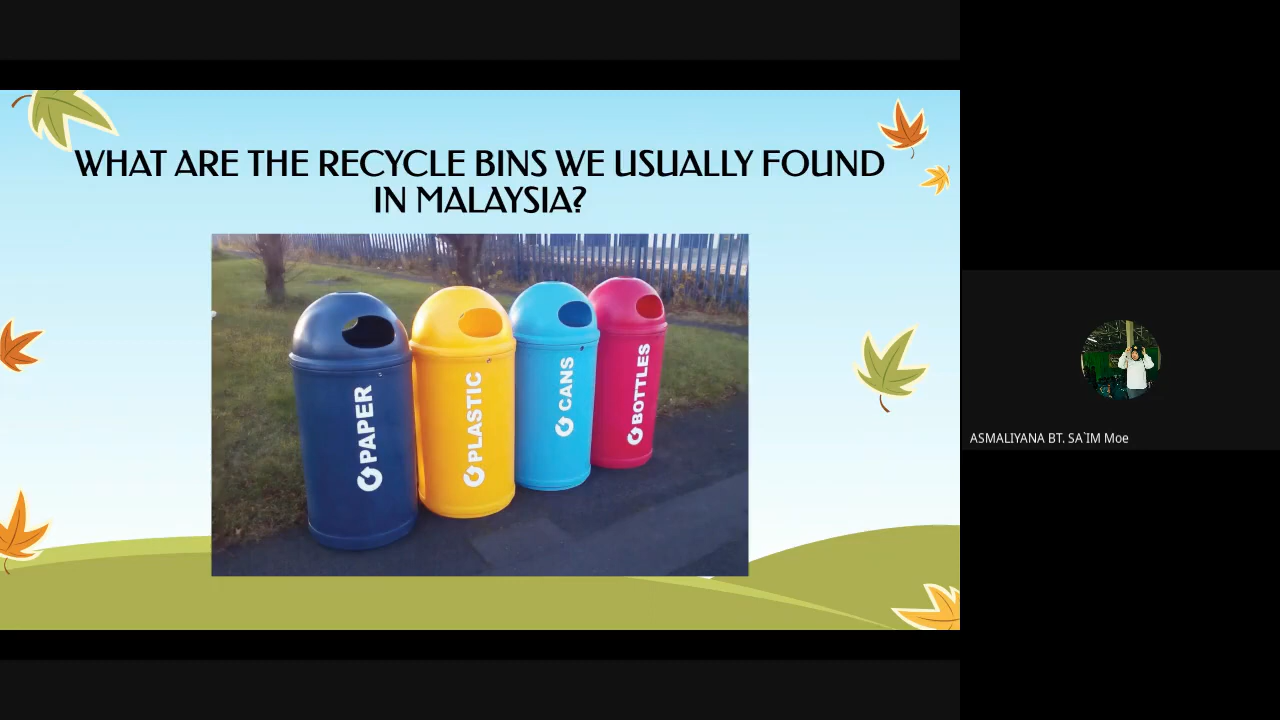 WHAT ARE THE RECYCLE BINS WE USUALLY FOUND
IN MALAYSIA?
PAPER
PLASTIC
CANS
BOTTLES
ASMALIYANA BT. SA`IM Moe